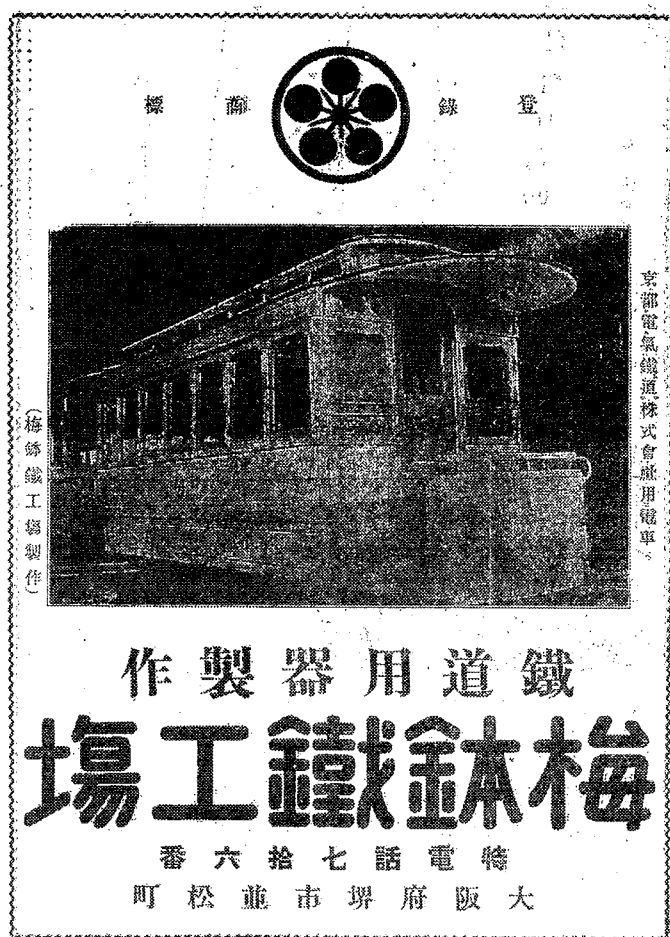 登錄商標
京都電氣鐵道株式會社用電車。
(梅鉢鐵工場製作)
鐵道用器製作
梅鉢鐵工塲
特電話七拾六番
大阪府堺市並松町